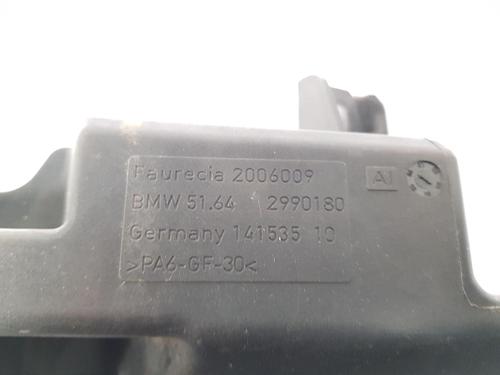 Faurecia 2006009
BMW 51.64 2990180
Germany 141535 10
>PA6-GF-30<
AI